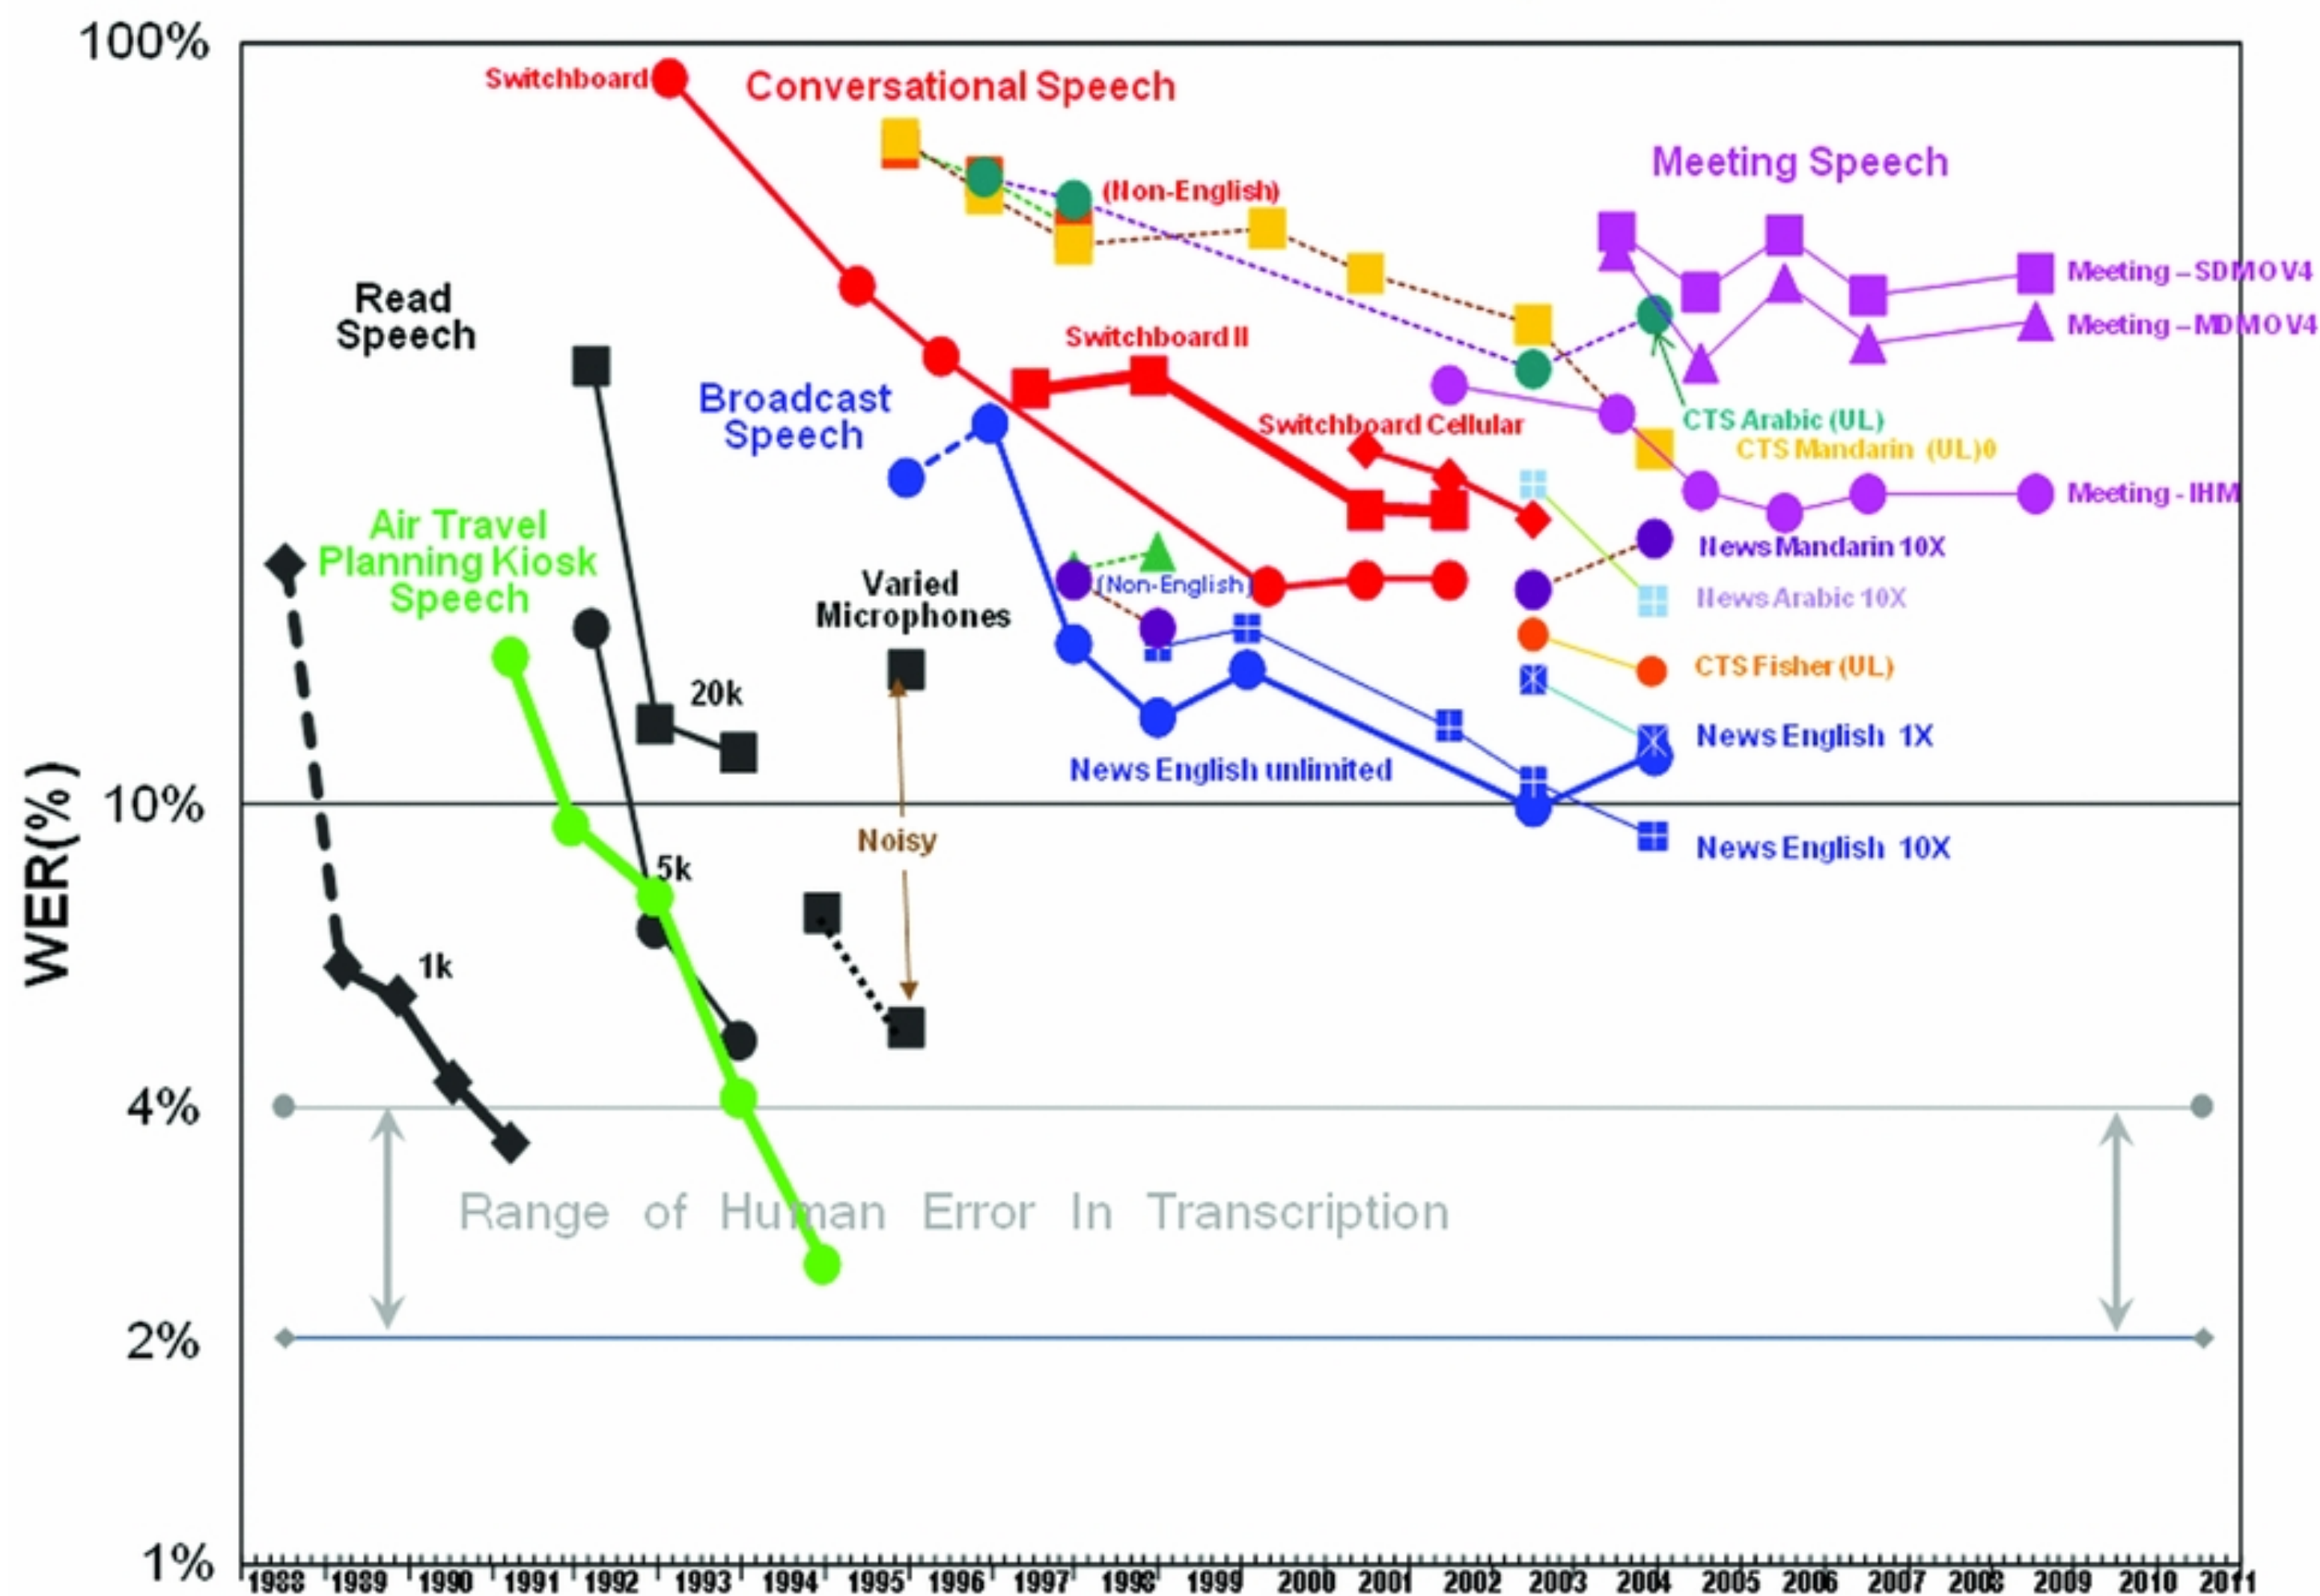 100%
Switchboard
Conversational Speech
Meeting Speech
(Non-English)
Meeting – SDM OV4
Read
Speech
Meeting – MDM OV4
Switchboard II
Broadcast
Speech
Switchboard Cellular
CTS Arabic (UL)
CTS Mandarin (UL)0
Meeting - IHM
Air Travel
Planning Kiosk
Speech
News Mandarin 10X
Varied
Microphones
(Non-English)
News Arabic 10X
20k
CTS Fisher (UL)
News English 1X
News English unlimited
10%
Noisy
News English 10X
5k
WER(%)
1k
4%
Range of Human Error In Transcription
2%
1%
1988 1989 1990 1991 1992 1993 1994 1995 1996 1997 1998 1999 2000 2001 2002 2003 2004 2005 2006 2007 2008 2009 2010 2011